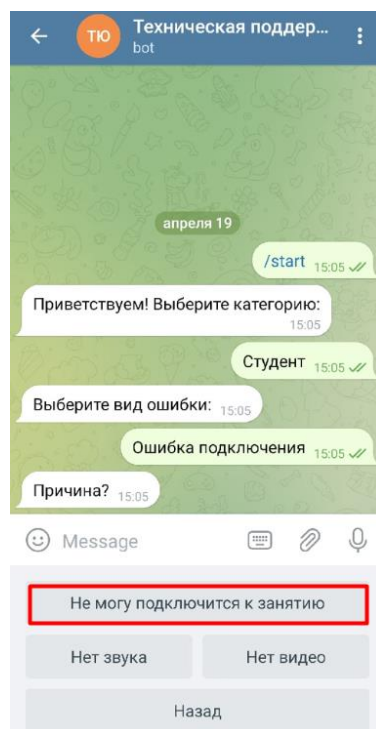 ТЮ
Техническая поддер...
bot
апреля 19
/start 15:05
Приветствуем! Выберите категорию:
15:05
Студент 15:05
Выберите вид ошибки: 15:05
Ошибка подключения 15:05
Причина? 15:05
Message
Не могу подключится к занятию
Нет звука
Нет видео
Назад